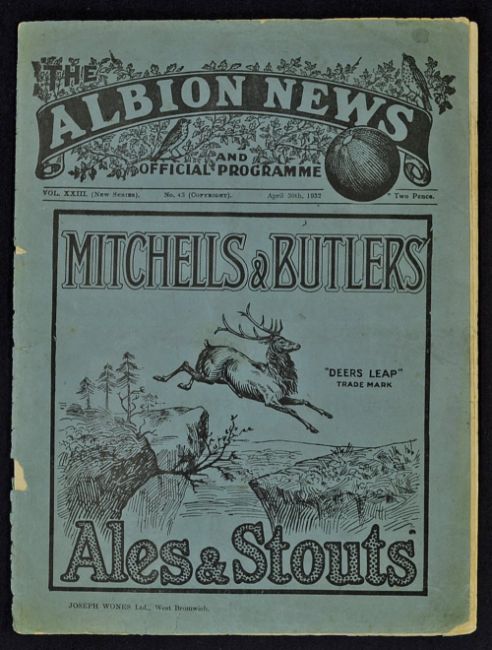 THE
ALBION NEWS
AND
OFFICIAL PROGRAMME
VOL. XXIII. (NEW SERIES). No. 43 (COPYRIGHT). April 30th, 1932 Two Pence.
MITCHELLS & BUTLERS'
"DEERS LEAP"
TRADE MARK
Ales & Stouts
JOSEPH WONES Ltd., West Bromwich.